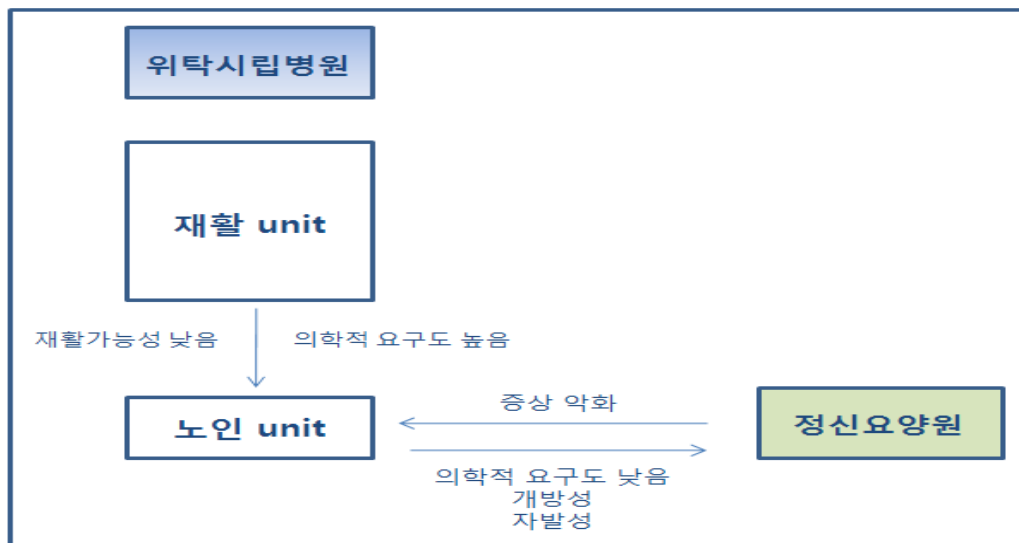 위탁시립병원
재활 unit
재활가능성 낮음
의학적 요구도 높음
증상 악화
노인 unit
정신요양원
의학적 요구도 낮음
개방성
자발성